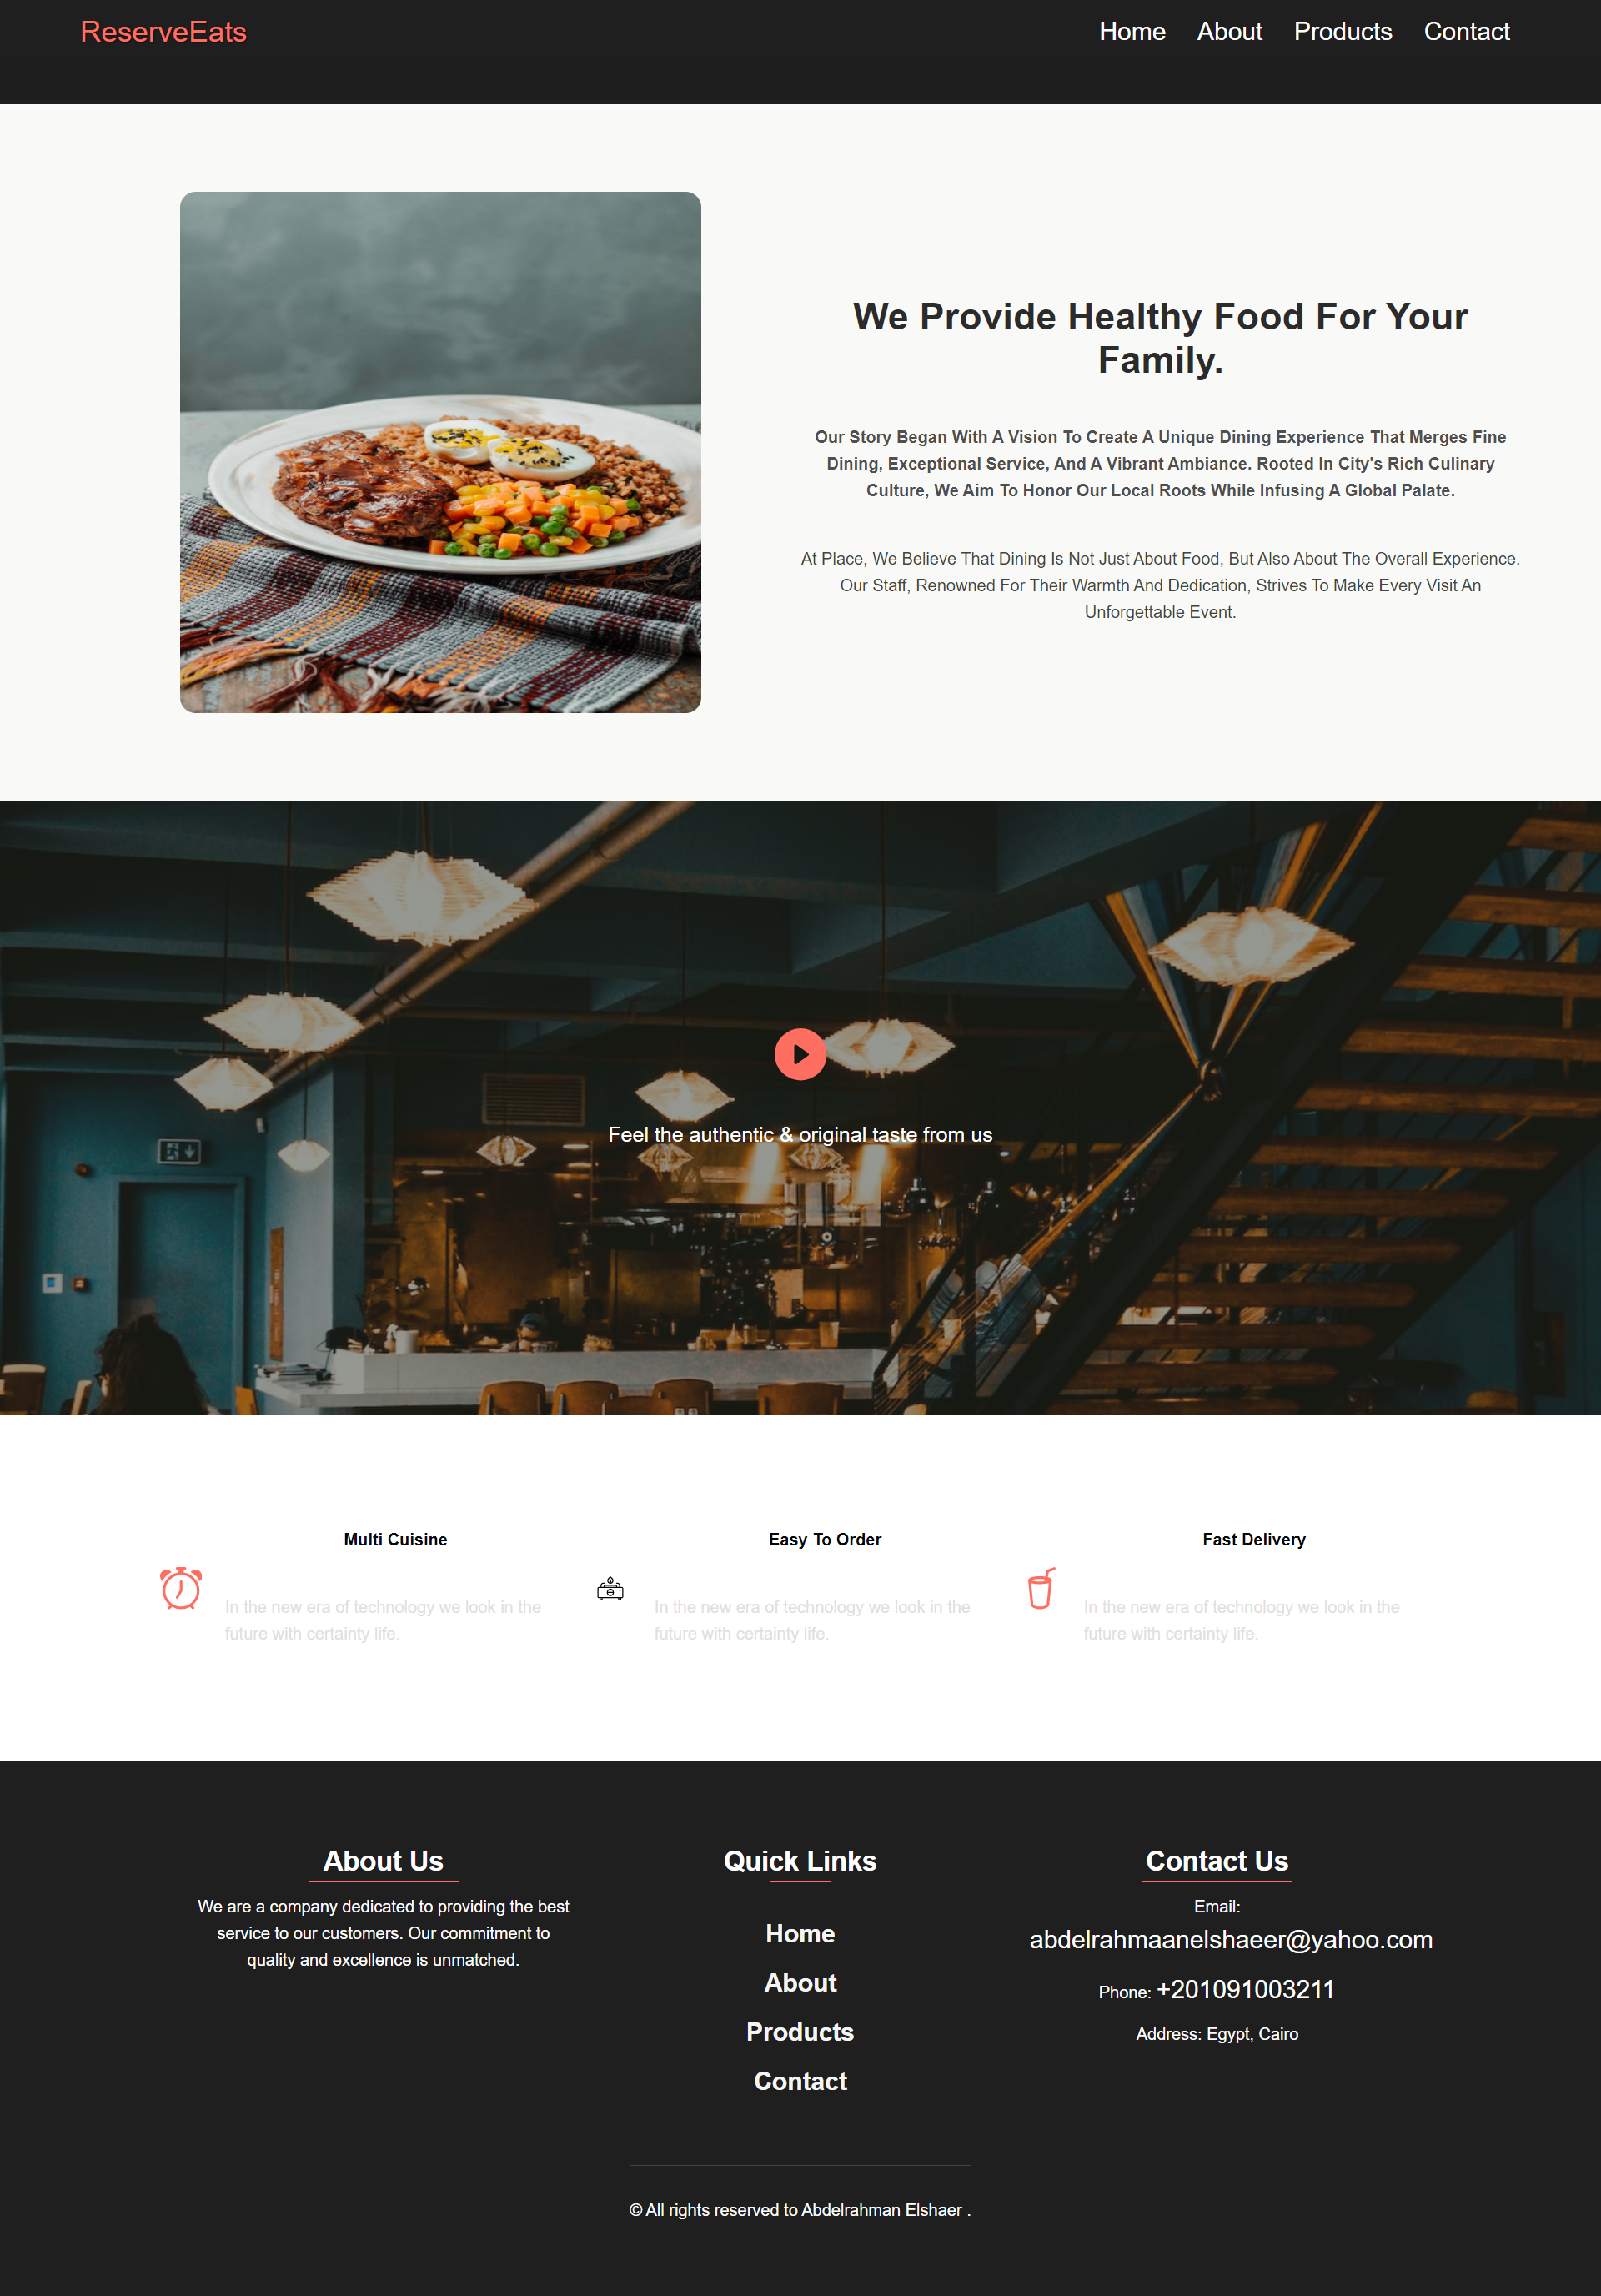 ReserveEats
Home About Products Contact
We Provide Healthy Food For Your
Family.
Our Story Began With A Vision To Create A Unique Dining Experience That Merges Fine
Dining, Exceptional Service, And A Vibrant Ambiance. Rooted In City's Rich Culinary
Culture, We Aim To Honor Our Local Roots While Infusing A Global Palate.
At Place, We Believe That Dining Is Not Just About Food, But Also About The Overall Experience.
Our Staff, Renowned For Their Warmth And Dedication, Strives To Make Every Visit An
Unforgettable Event.
Feel the authentic & original taste from us
Multi Cuisine
In the new era of technology we look in the
future with certainty life.
Easy To Order
In the new era of technology we look in the
future with certainty life.
Fast Delivery
In the new era of technology we look in the
future with certainty life.
About Us
We are a company dedicated to providing the best
service to our customers. Our commitment to
quality and excellence is unmatched.
Quick Links
Home
About
Products
Contact
Contact Us
Email:
abdelrahmaanelshaeer@yahoo.com
Phone: +201091003211
Address: Egypt, Cairo
© All rights reserved to Abdelrahman Elshaer .